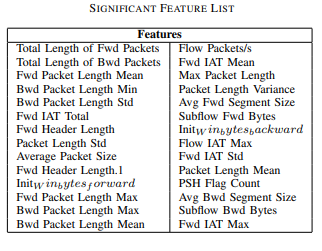 SIGNIFICANT FEATURE LIST
Features
Total Length of Fwd Packets Flow Packets/s
Total Length of Bwd Packets Fwd IAT Mean
Fwd Packet Length Mean Max Packet Length
Bwd Packet Length Min Packet Length Variance
Bwd Packet Length Std Avg Fwd Segment Size
Fwd IAT Total Subflow Fwd Bytes
Fwd Header Length Init_Win_bytes_backward
Packet Length Std Flow IAT Max
Average Packet Size Fwd IAT Std
Fwd Header Length.1 Packet Length Mean
Init_Win_bytes_forward PSH Flag Count
Fwd Packet Length Max Avg Bwd Segment Size
Bwd Packet Length Max Subflow Bwd Bytes
Bwd Packet Length Mean Fwd IAT Max